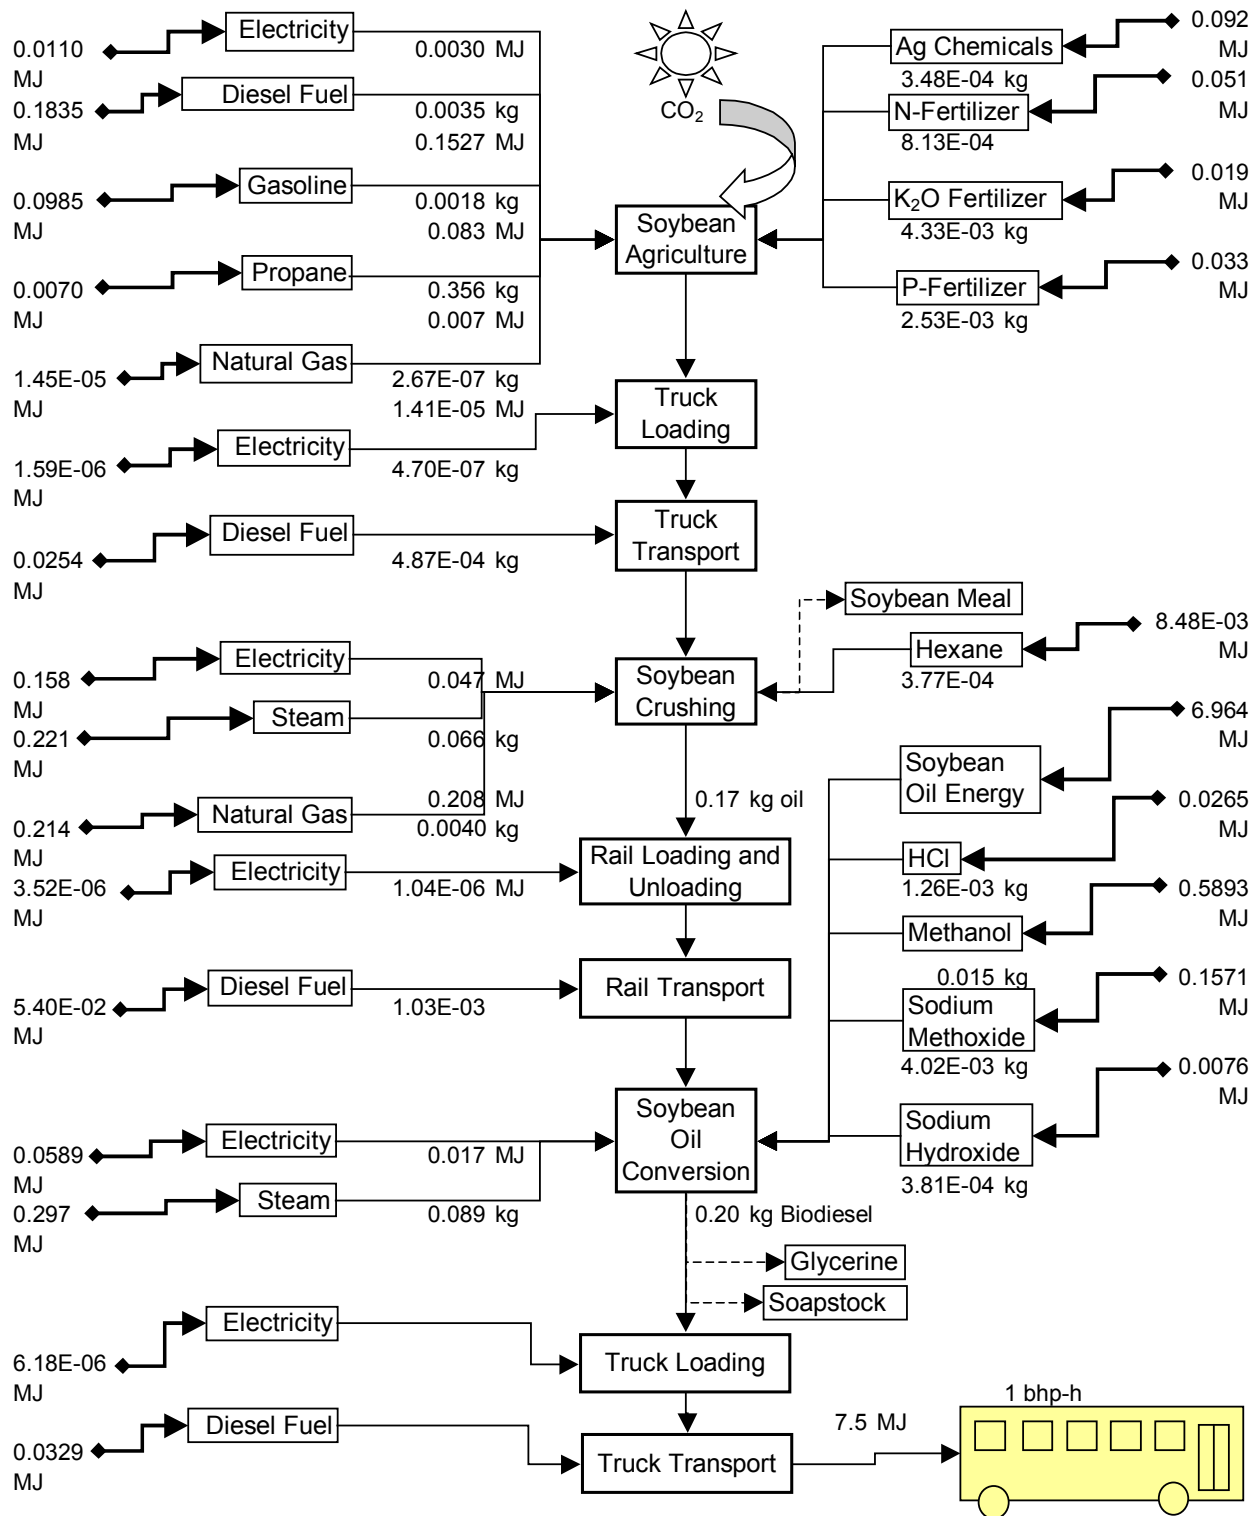 Electricity
0.0110
MJ
0.0030 MJ
Diesel Fuel
0.1835
MJ
0.0035 kg
0.1527 MJ
Gasoline
0.0985
MJ
0.0018 kg
0.083 MJ
Propane
0.0070
MJ
0.356 kg
0.007 MJ
Natural Gas
1.45E-05
MJ
2.67E-07 kg
1.41E-05 MJ
CO2
Soybean
Agriculture
0.092
MJ
Ag Chemicals
3.48E-04 kg
0.051
MJ
N-Fertilizer
8.13E-04
0.019
MJ
K2O Fertilizer
4.33E-03 kg
0.033
MJ
P-Fertilizer
2.53E-03 kg
Electricity
1.59E-06
MJ
4.70E-07 kg
Truck
Loading
Diesel Fuel
0.0254
MJ
4.87E-04 kg
Truck
Transport
Electricity
0.158
MJ
0.047 MJ
Steam
0.221
MJ
0.066 kg
Natural Gas
0.214
MJ
0.208 MJ
0.0040 kg
Soybean
Crushing
Soybean Meal
Hexane
8.48E-03
MJ
3.77E-04
0.17 kg oil
Electricity
3.52E-06
MJ
1.04E-06 MJ
Rail Loading and
Unloading
Diesel Fuel
5.40E-02
MJ
1.03E-03
Rail Transport
6.964
MJ
Soybean
Oil Energy
0.0265
MJ
HCl
1.26E-03 kg
0.5893
MJ
Methanol
0.015 kg
0.1571
MJ
Sodium
Methoxide
4.02E-03 kg
0.0076
MJ
Sodium
Hydroxide
3.81E-04 kg
Electricity
0.0589
MJ
0.017 MJ
Steam
0.297
MJ
0.089 kg
Soybean
Oil
Conversion
0.20 kg Biodiesel
Glycerine
Soapstock
Electricity
6.18E-06
MJ
Truck Loading
Diesel Fuel
0.0329
MJ
Truck Transport
7.5 MJ
1 bhp-h